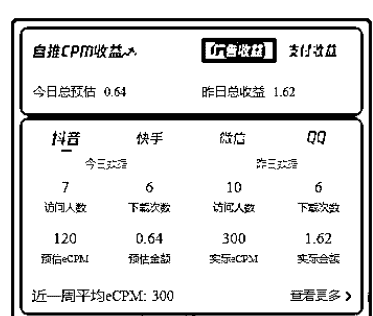 自推CPM收益 广告收益 支付收益
今日总预估 0.64 昨日总收益 1.62
抖音 快手 微信 QQ
今日数据 昨日数据
7 6 10 6
访问人数 下载次数 访问人数 下载次数
120 0.64 300 1.62
预估eCPM 预估金额 实际eCPM 实际金额
近一周平均eCPM: 300 查看更多 >